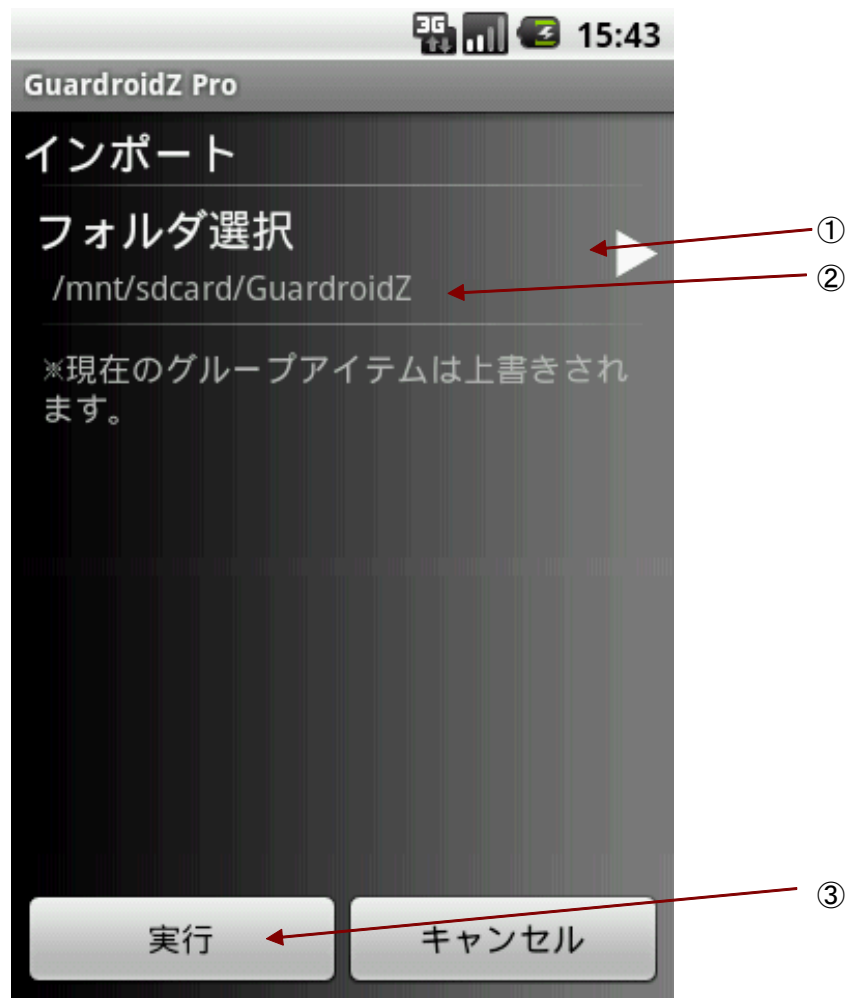 3G 15:43
GuardroidZ Pro
インポート
フォルダ選択
①
/mnt/sdcard/GuardroidZ
②
※現在のグループアイテムは上書きされ
ます。
③
実行 キャンセル